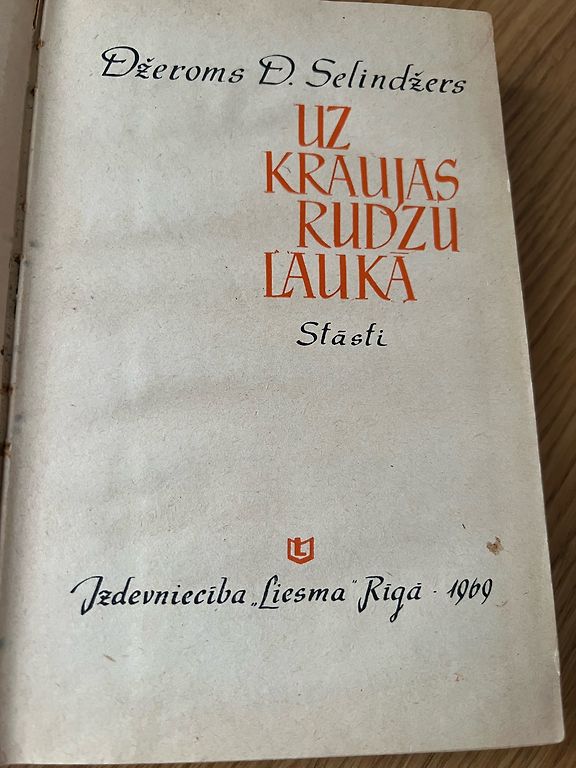 Džeroms D. Selindžers
UZ
KRAUJAS
RUDZU
LAUKĀ
Stāsti
L
Izdevniecība „Liesma" Rīgā · 1969